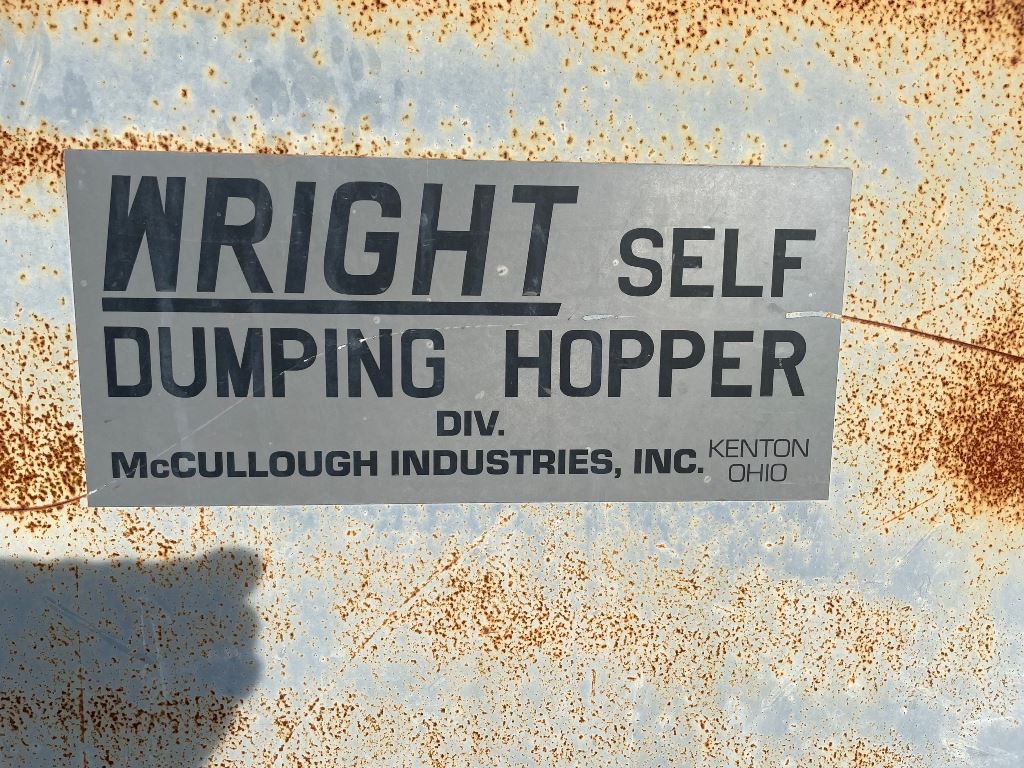 WRIGHT SELF
DUMPING HOPPER
DIV.
McCULLOUGH INDUSTRIES, INC.
KENTON
OHIO